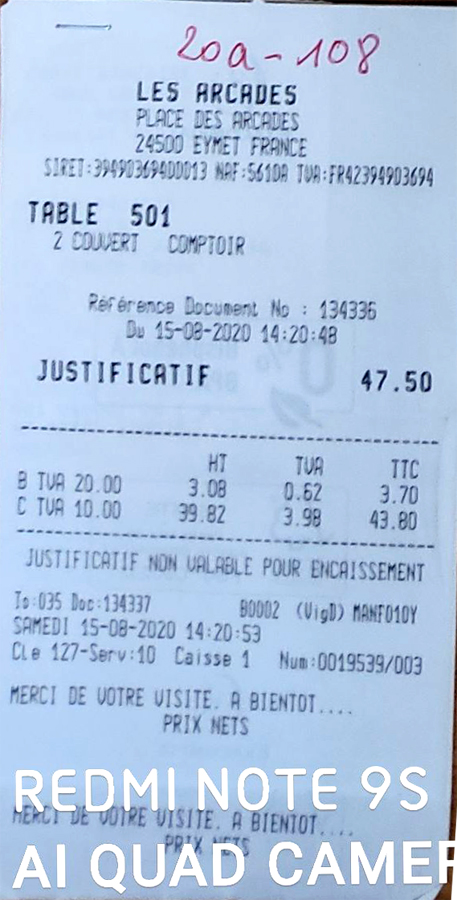 20a-108
LES ARCADES
PLACE DES ARCADES
24500 EYMET FRANCE
SIRET:39490369400013 NAF:5610A TVA:FR42394903694
TABLE 501
2 COUVERT COMPTOIR
Référence Document No : 134336
Du 15-08-2020 14:20:48
JUSTIFICATIF 47.50
HT TVA TTC
B TVA 20.00 3.08 0.62 3.70
C TVA 10.00 39.82 3.98 43.80
JUSTIFICATIF NON VALABLE POUR ENCAISSEMENT
To:035 Doc:134337 B0002 (VigD) MANF010Y
SAMEDI 15-08-2020 14:20:53
CLe 127-Serv:10 Caisse 1 Num:0019539/003
MERCI DE VOTRE VISITE. A BIENTOT....
PRIX NETS
REDMI NOTE 9S
MERCI DE VOTRE VISITE. A BIENTOT....
PRIX NETS
AI QUAD CAMER